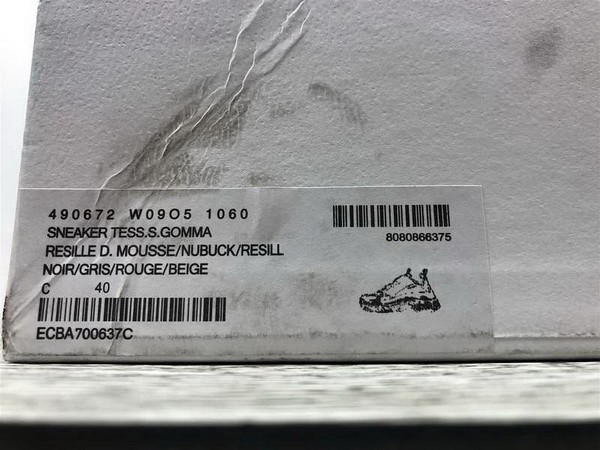 490672 W09O5 1060
SNEAKER TESS.S.GOMMA
RESILLE D. MOUSSE/NUBUCK/RESILL
NOIR/GRIS/ROUGE/BEIGE
C 40
ECBA700637C
8080866375